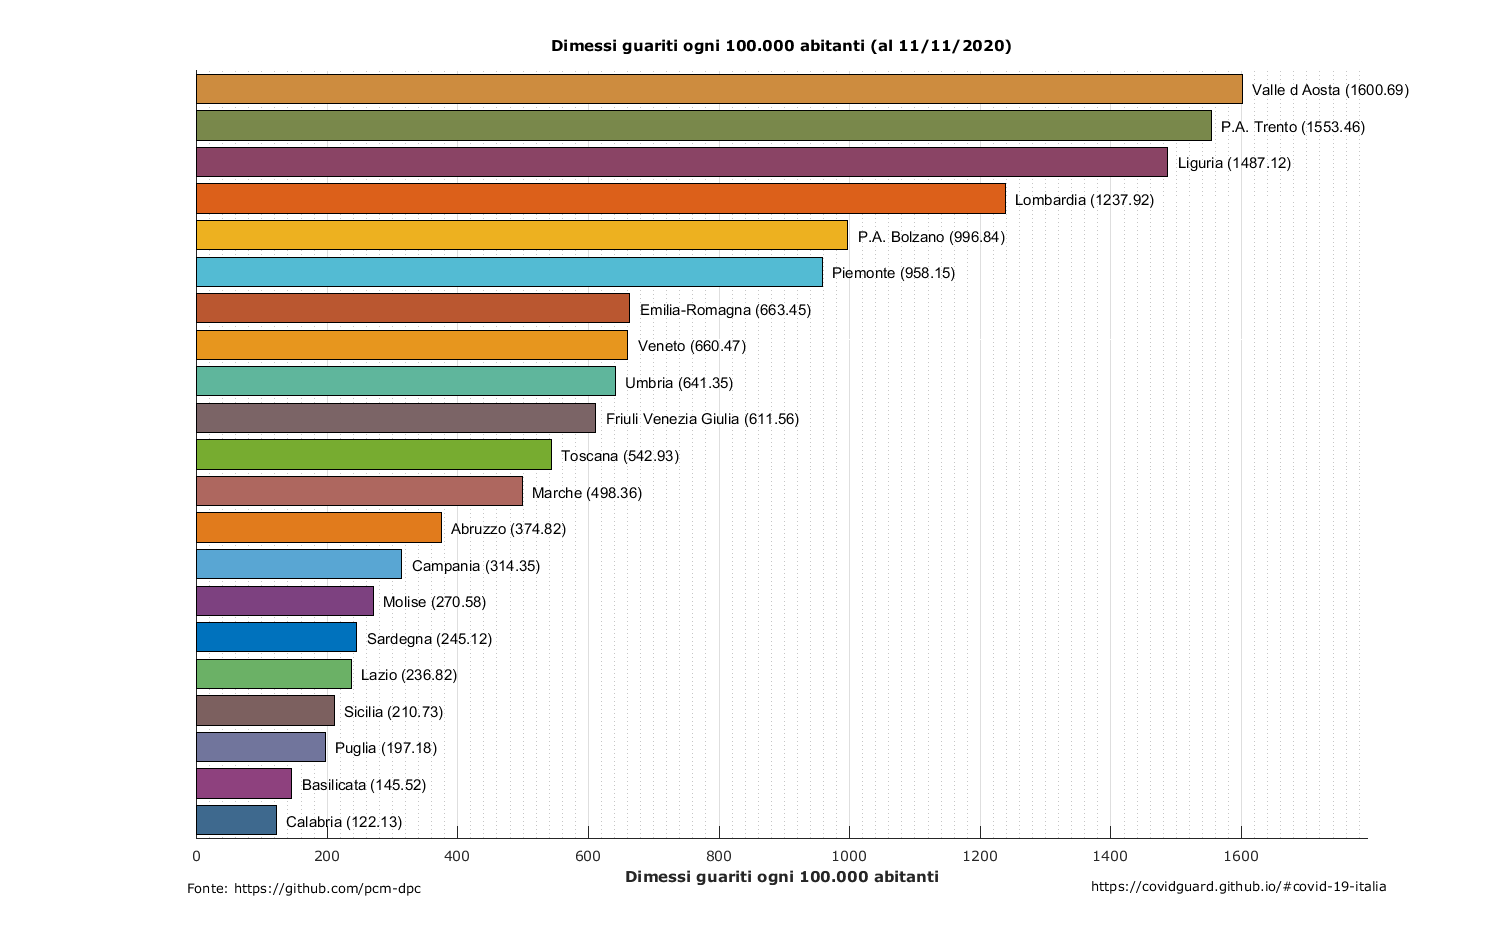 Dimessi guariti ogni 100.000 abitanti (al 11/11/2020)
Valle d Aosta (1600.69)
P.A. Trento (1553.46)
Liguria (1487.12)
Lombardia (1237.92)
P.A. Bolzano (996.84)
Piemonte (958.15)
Emilia-Romagna (663.45)
Veneto (660.47)
Umbria (641.35)
Friuli Venezia Giulia (611.56)
Toscana (542.93)
Marche (498.36)
Abruzzo (374.82)
Campania (314.35)
Molise (270.58)
Sardegna (245.12)
Lazio (236.82)
Sicilia (210.73)
Puglia (197.18)
Basilicata (145.52)
Calabria (122.13)
0 200 400 600 800 1000 1200 1400 1600
Dimessi guariti ogni 100.000 abitanti
Fonte: https://github.com/pcm-dpc
https://covidguard.github.io/#covid-19-italia